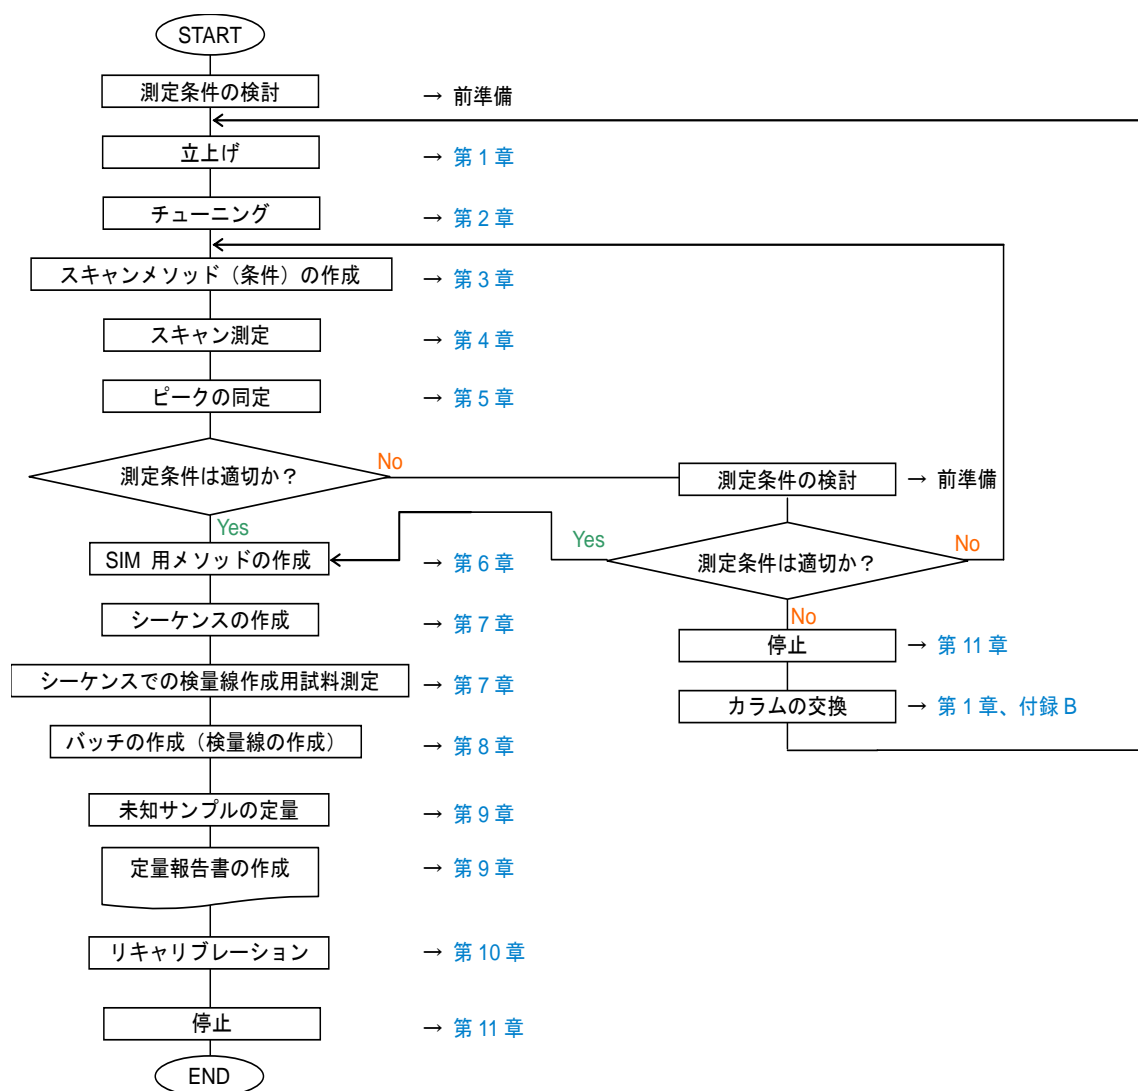 START
測定条件の検討 → 前準備
立上げ → 第 1 章
チューニング → 第 2 章
スキャンメソッド（条件）の作成 → 第 3 章
スキャン測定 → 第 4 章
ピークの同定 → 第 5 章
測定条件は適切か？
No
Yes
測定条件の検討 → 前準備
測定条件は適切か？
Yes
No
No
停止 → 第 11 章
カラムの交換 → 第 1 章、付録 B
SIM 用メソッドの作成 → 第 6 章
シーケンスの作成 → 第 7 章
シーケンスでの検量線作成用試料測定 → 第 7 章
バッチの作成（検量線の作成） → 第 8 章
未知サンプルの定量 → 第 9 章
定量報告書の作成 → 第 9 章
リキャリブレーション → 第 10 章
停止 → 第 11 章
END